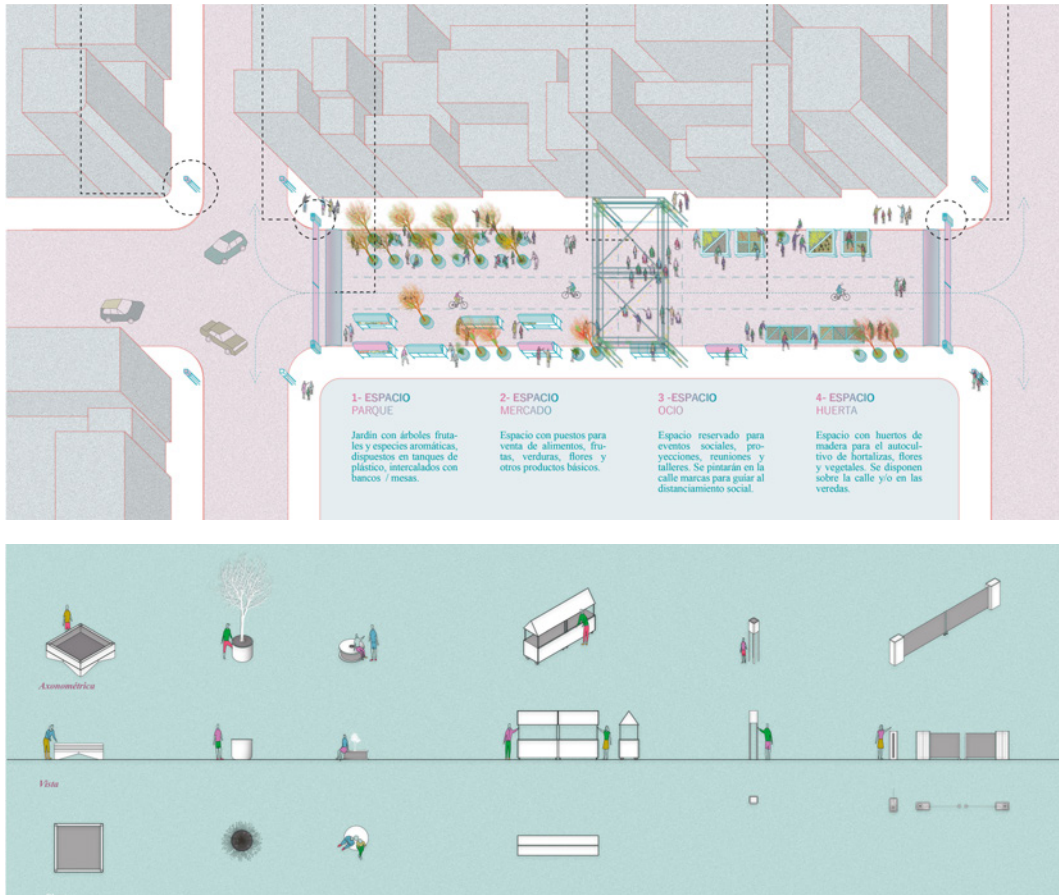 1- ESPACIO
PARQUE
Jardín con árboles fruta-
les y especies aromáticas,
dispuestos en tanques de
plástico, intercalados con
bancos / mesas.
2- ESPACIO
MERCADO
Espacio con puestos para
venta de alimentos, fru-
tas, verduras, flores y
otros productos básicos.
3 -ESPACIO
OCIO
Espacio reservado para
eventos sociales, pro-
yecciones, reuniones y
talleres. Se pintarán en la
calle marcas para guiar al
distanciamiento social.
4- ESPACIO
HUERTA
Espacio con huertos de
madera para el autocul-
tivo de hortalizas, flores
y vegetales. Se disponen
sobre la calle y/o en las
veredas.
Axonométrica
Vista